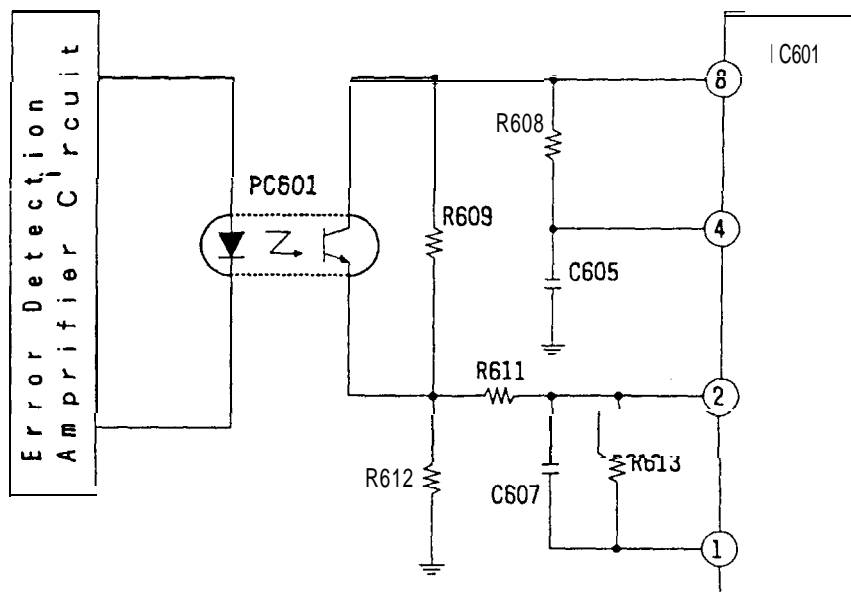 Error Detection
Amprifier Circuit
IC601
8
R608
PC601
R609
4
C605
R611
2
R612
C607
R613
1